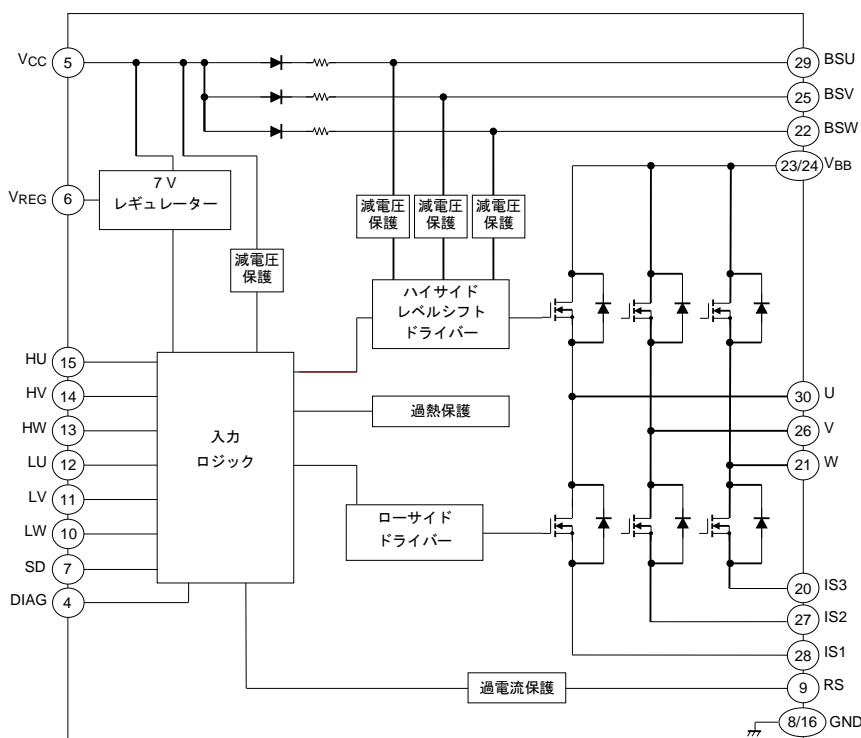 VCC
5
29
BSU
25
BSV
22
BSW
23/24
VBB
7 V
レギュレーター
VREG
6
減電圧
保護
減電圧
保護
減電圧
保護
減電圧
保護
ハイサイド
レベルシフト
ドライバー
HU
15
HV
14
HW
13
LU
12
LV
11
LW
10
SD
7
DIAG
4
入力
ロジック
過熱保護
ローサイド
ドライバー
30
U
26
V
21
W
20
IS3
27
IS2
28
IS1
過電流保護
9
RS
8/16
GND